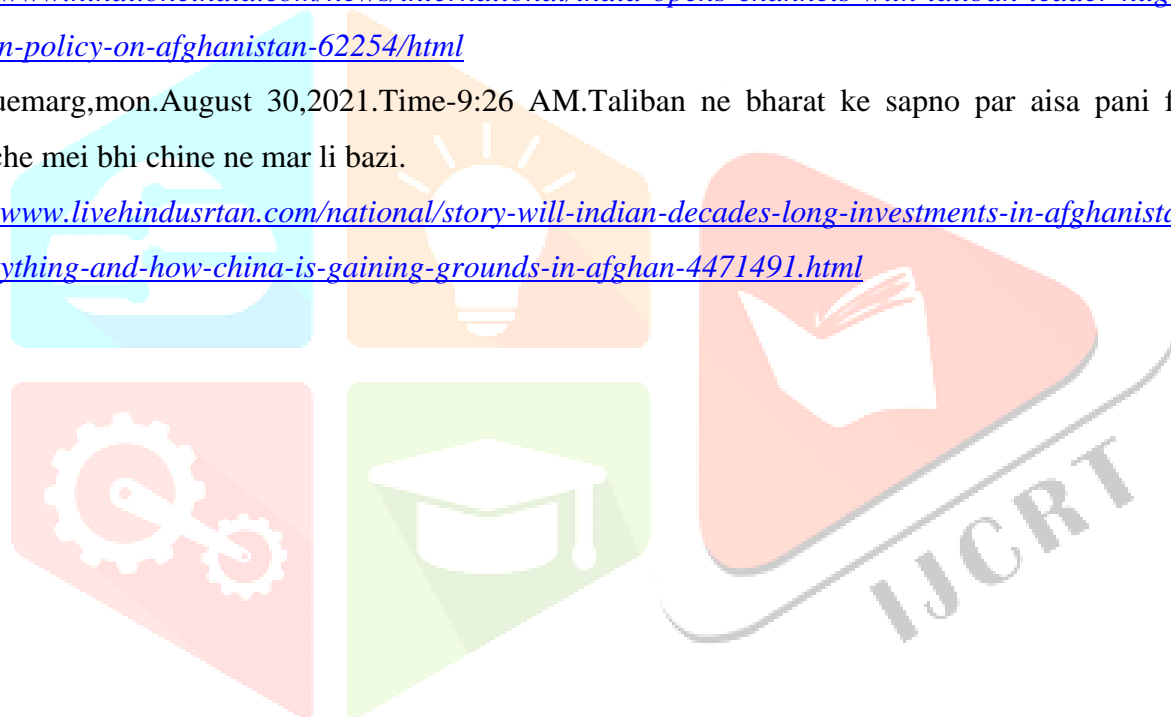 n-policy-on-afghanistan-62254/html
uemarg,mon.August 30,2021.Time-9:26 AM.Taliban ne bharat ke sapno par aisa pani f
che mei bhi chine ne mar li bazi.
www.livehindusrtan.com/national/story-will-indian-decades-long-investments-in-afghanista
ything-and-how-china-is-gaining-grounds-in-afghan-4471491.html
IJCRT